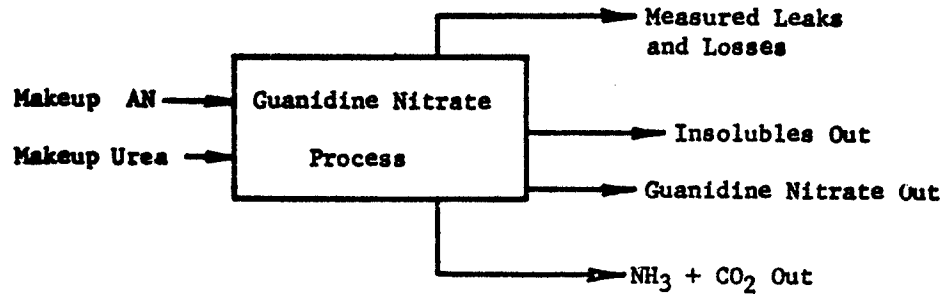 Measured Leaks
and Losses
Makeup AN
Guanidine Nitrate
Process
Makeup Urea
Insolubles Out
Guanidine Nitrate Out
NH₃ + CO₂ Out